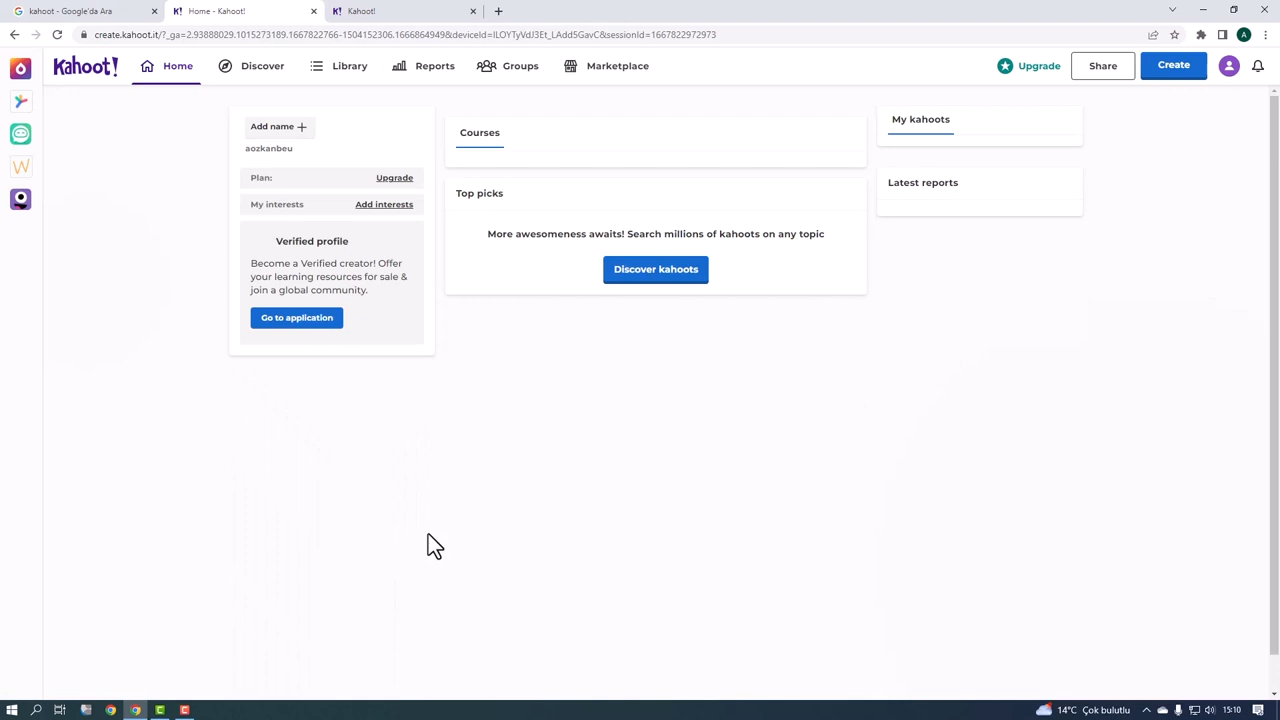 kahoot - Google'da Ara
Home - Kahoot!
Kahoot!
create.kahoot.it/?_ga=2.93888029.1015273189.1667822766-1504152306.1666864949&deviceId=ILOYTyVdJ3Et_LAdd5GavC&sessionId=1667822972973
A
Kahoot!
Home
Discover
Library
Reports
Groups
Marketplace
Upgrade
Share
Create
Add name
aozkanbeu
Plan:
Upgrade
My interests
Add interests
Verified profile
Become a Verified creator! Offer
your learning resources for sale &
join a global community.
Go to application
Courses
Top picks
More awesomeness awaits! Search millions of kahoots on any topic
Discover kahoots
My kahoots
Latest reports
14°C Çok bulutlu
15:10